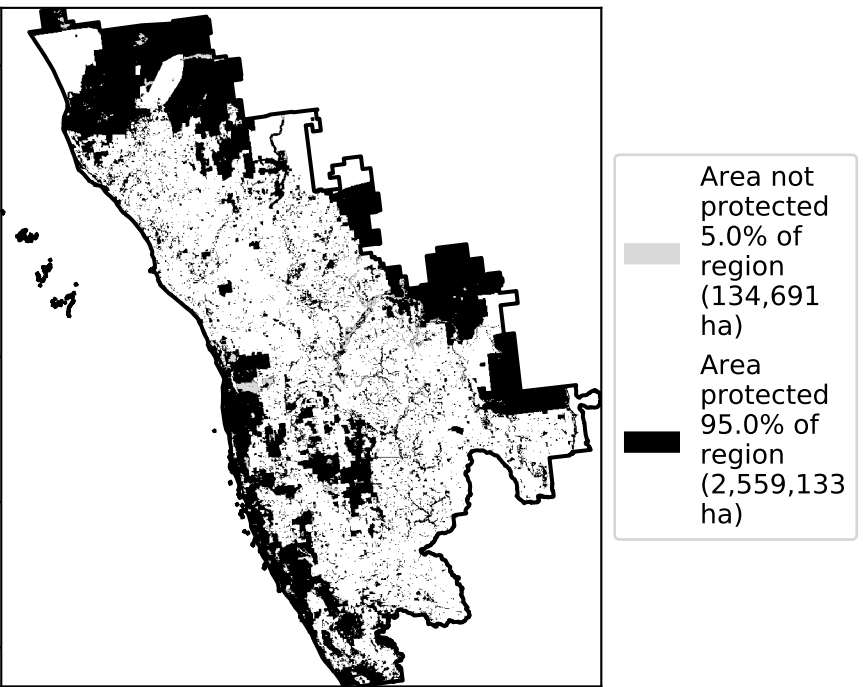 Area not
protected
5.0% of
region
(134,691
ha)
Area
protected
95.0% of
region
(2,559,133
ha)